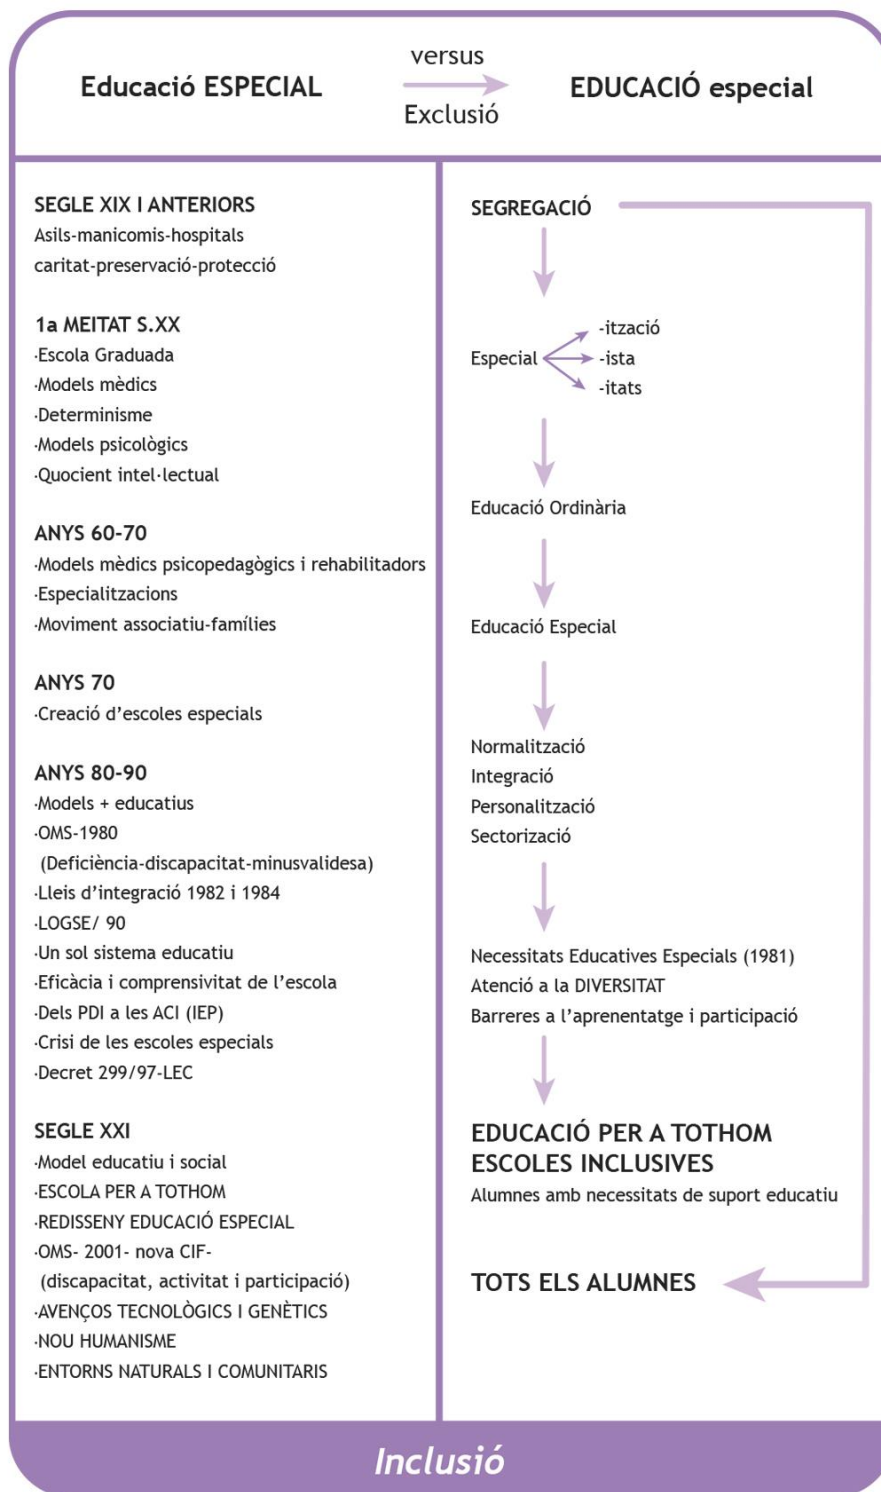 Educació ESPECIAL
versus
Exclusió
EDUCACIÓ especial
SEGLE XIX I ANTERIORS
Asils-manicomis-hospitals
caritat-preservació-protecció
1a MEITAT S.XX
·Escola Graduada
·Models mèdics
·Determinisme
·Models psicològics
·Quocient intel·lectual
ANYS 60-70
·Models mèdics psicopedagògics i rehabilitadors
·Especialitzacions
·Moviment associatiu-famílies
ANYS 70
·Creació d’escoles especials
ANYS 80-90
·Models + educatius
·OMS-1980
(Deficiència-discapacitat-minusvalidesa)
·Lleis d’integració 1982 i 1984
·LOGSE/ 90
·Un sol sistema educatiu
·Eficàcia i comprensivitat de l’escola
·Dels PDI a les ACI (IEP)
·Crisi de les escoles especials
·Decret 299/97-LEC
SEGLE XXI
·Model educatiu i social
·ESCOLA PER A TOTHOM
·REDISSENY EDUCACIÓ ESPECIAL
·OMS- 2001- nova CIF-
(discapacitat, activitat i participació)
·AVENÇOS TECNOLÒGICS I GENÈTICS
·NOU HUMANISME
·ENTORNS NATURALS I COMUNITARIS
SEGREGACIÓ
Especial
-ització
-ista
-itats
Educació Ordinària
Educació Especial
Normalització
Integració
Personalització
Sectorizació
Necessitats Educatives Especials (1981)
Atenció a la DIVERSITAT
Barreres a l’aprenentatge i participació
EDUCACIÓ PER A TOTHOM
ESCOLES INCLUSIVES
Alumnes amb necessitats de suport educatiu
TOTS ELS ALUMNES
Inclusió